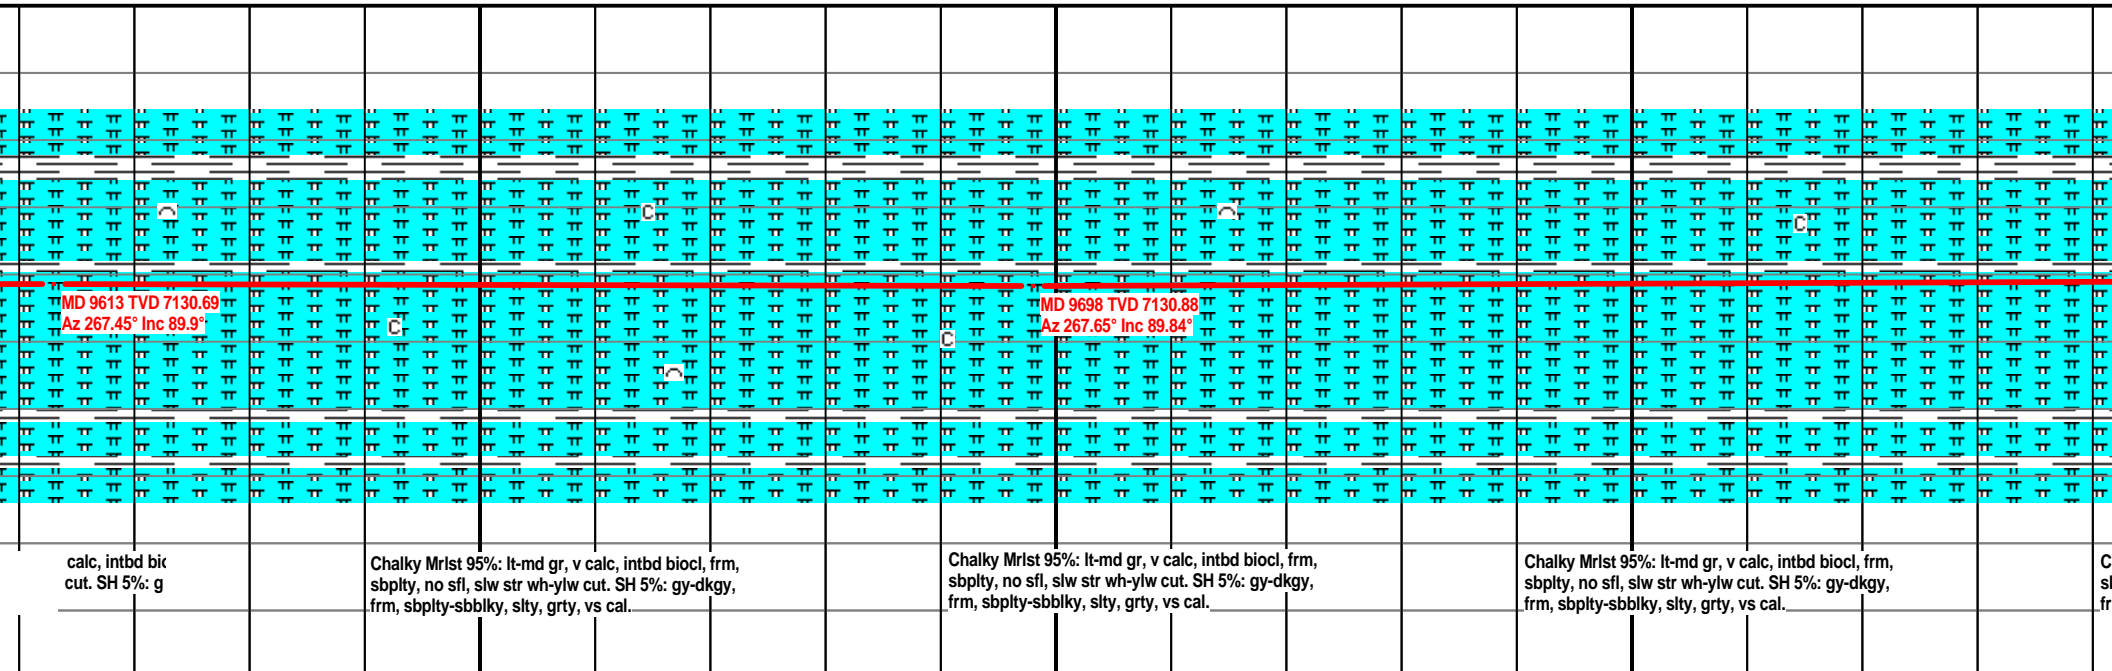 C
C
MD 9613 TVD 7130.69
Az 267.45° Inc 89.9°
MD 9698 TVD 7130.88
Az 267.65° Inc 89.84°
C
C
calc, intbd bio
cut. SH 5%: g
Chalky Mrlst 95%: lt-md gr, v calc, intbd biocl, frm,
sbplty, no sfl, slw str wh-ylw cut. SH 5%: gy-dkgy,
frm, sbplty-sbblky, slty, grty, vs cal.
Chalky Mrlst 95%: lt-md gr, v calc, intbd biocl, frm,
sbplty, no sfl, slw str wh-ylw cut. SH 5%: gy-dkgy,
frm, sbplty-sbblky, slty, grty, vs cal.
Chalky Mrlst 95%: lt-md gr, v calc, intbd biocl, frm,
sbplty, no sfl, slw str wh-ylw cut. SH 5%: gy-dkgy,
frm, sbplty-sbblky, slty, grty, vs cal.
C
fr